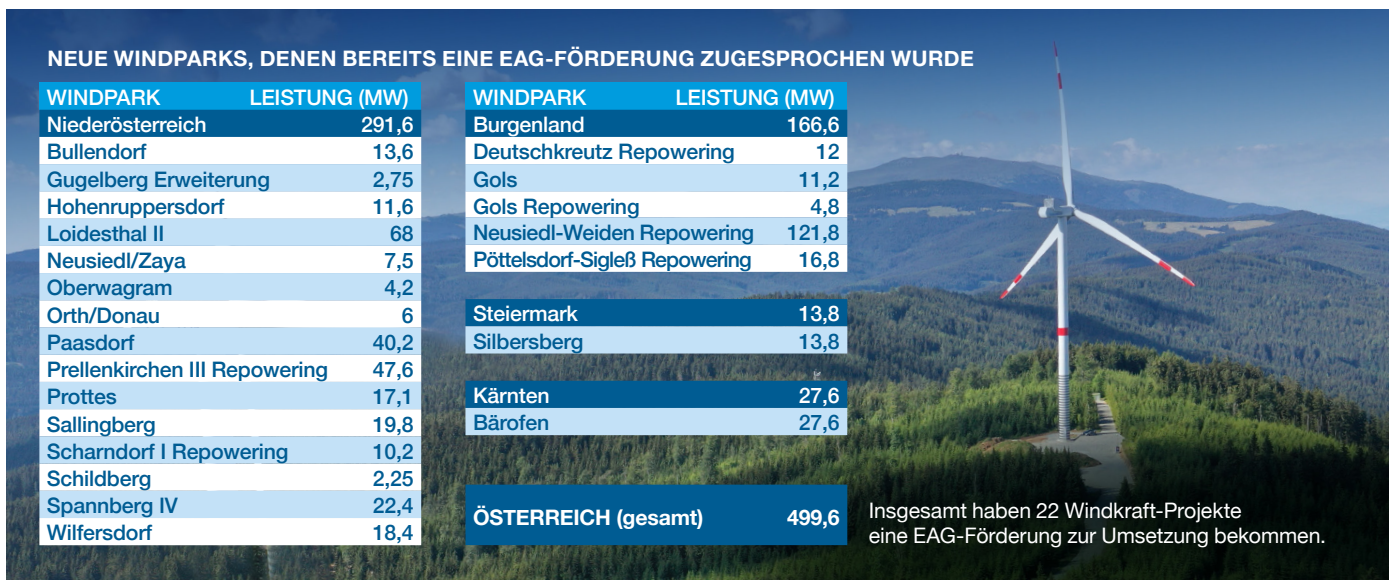 NEUE WINDPARKS, DENEN BEREITS EINE EAG-FÖRDERUNG ZUGESPROCHEN WURDE
WINDPARK LEISTUNG (MW)
Niederösterreich 291,6
Bullendorf 13,6
Gugelberg Erweiterung 2,75
Hohenruppersdorf 11,6
Loidesthal II 68
Neusiedl/Zaya 7,5
Oberwagram 4,2
Orth/Donau 6
Paasdorf 40,2
Prellenkirchen III Repowering 47,6
Prottes 17,1
Sallingberg 19,8
Scharndorf I Repowering 10,2
Schildberg 2,25
Spannberg IV 22,4
Wilfersdorf 18,4
WINDPARK LEISTUNG (MW)
Burgenland 166,6
Deutschkreutz Repowering 12
Gols 11,2
Gols Repowering 4,8
Neusiedl-Weiden Repowering 121,8
Pöttelsdorf-Sigleß Repowering 16,8
Steiermark 13,8
Silbersberg 13,8
Kärnten 27,6
Bärofen 27,6
ÖSTERREICH (gesamt) 499,6
Insgesamt haben 22 Windkraft-Projekte
eine EAG-Förderung zur Umsetzung bekommen.